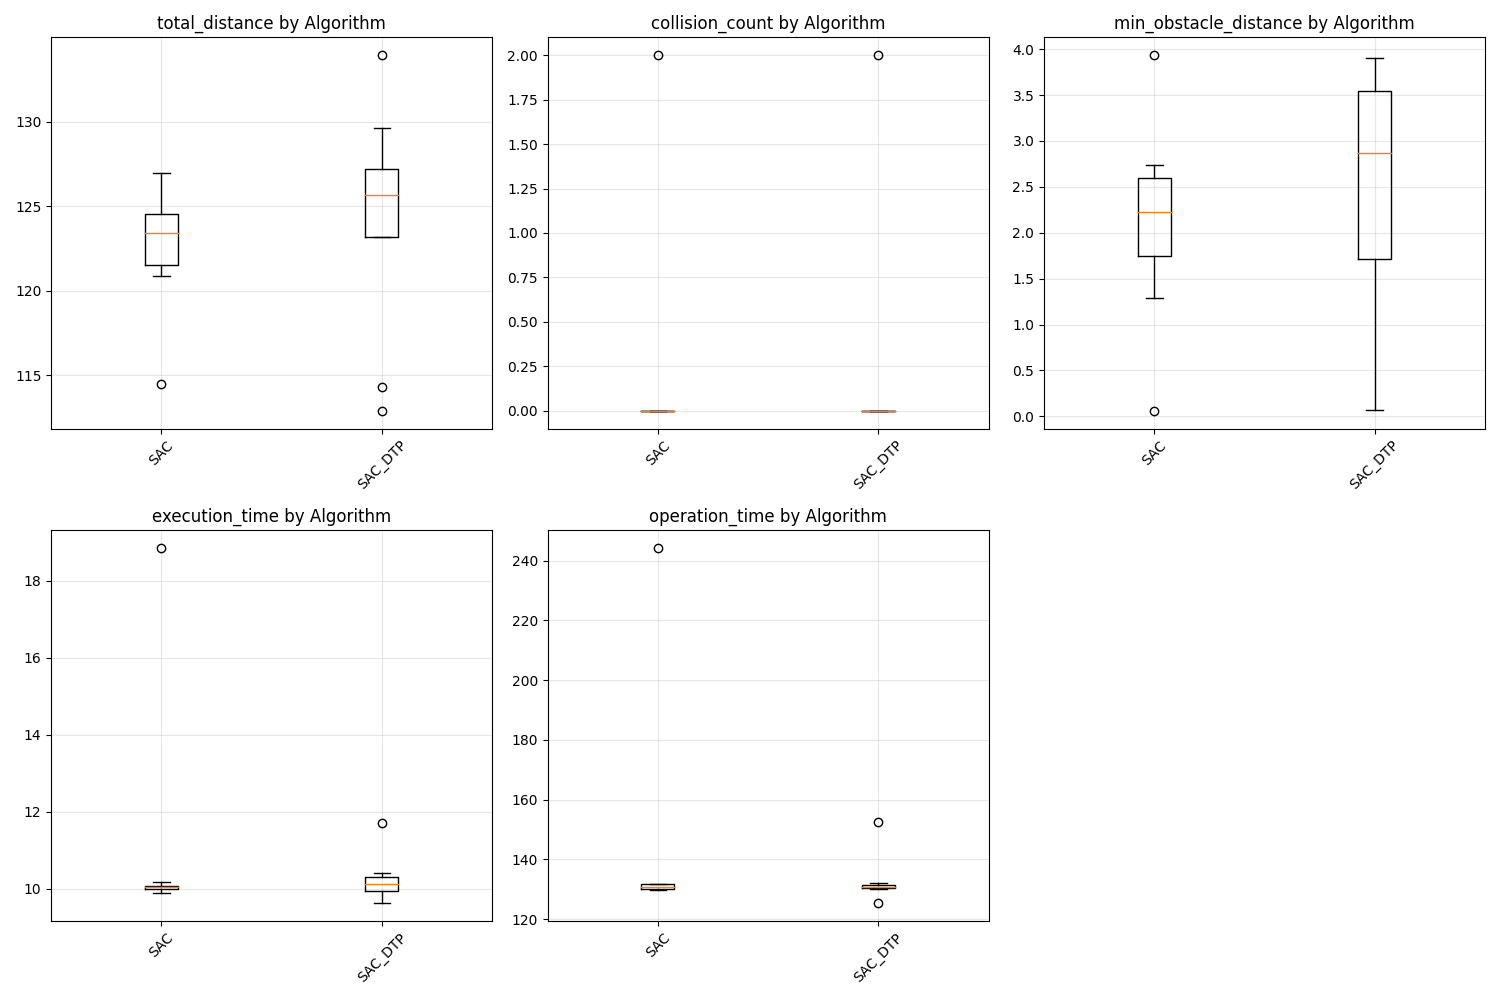 total_distance by Algorithm
130
125
120
115
SAC
SAC_DTP
collision_count by Algorithm
2.00
1.75
1.50
1.25
1.00
0.75
0.50
0.25
0.00
SAC
SAC_DTP
min_obstacle_distance by Algorithm
4.0
3.5
3.0
2.5
2.0
1.5
1.0
0.5
0.0
SAC
SAC_DTP
execution_time by Algorithm
18
16
14
12
10
SAC
SAC_DTP
operation_time by Algorithm
240
220
200
180
160
140
120
SAC
SAC_DTP